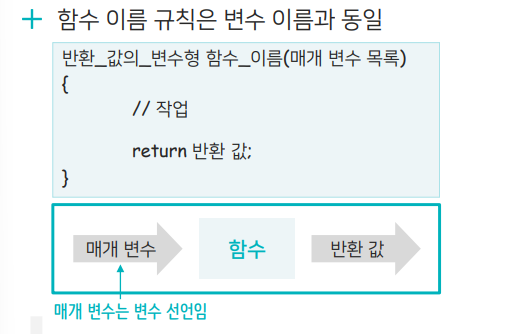 + 함수 이름 규칙은 변수 이름과 동일
반환_값의_변수형 함수_이름(매개 변수 목록)
{
// 작업
return 반환 값;
}
매개 변수 함수 반환 값
매개 변수는 변수 선언임